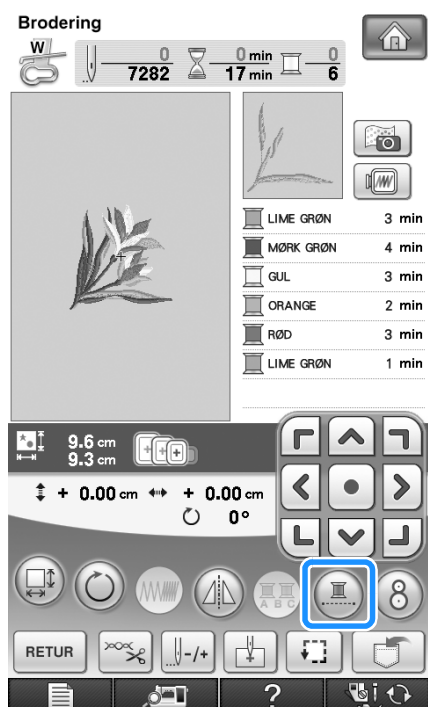 Brodering
W
0 0 min 0
7282 17 min 6
LIME GRØN 3 min
MØRK GRØN 4 min
GUL 3 min
ORANGE 2 min
RØD 3 min
LIME GRØN 1 min
9.6 cm
9.3 cm
+ 0.00 cm + 0.00 cm
0°
A B C
8
RETUR
-/+
?
i